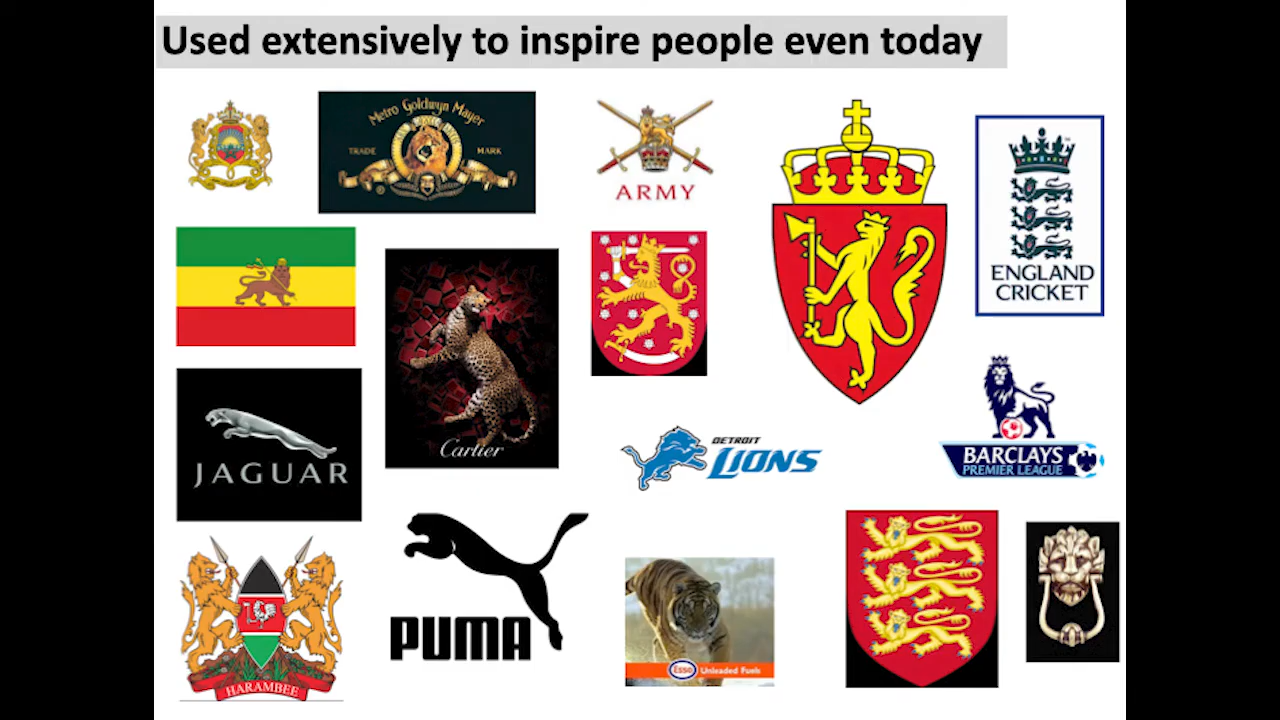 Used extensively to inspire people even today
Metro Goldwyn Mayer
TRADE MARK
ARMY
ENGLAND
CRICKET
JAGUAR
Cartier
DETROIT
LIONS
BARCLAYS
PREMIER LEAGUE
HARAMBEE
PUMA
Esso Unleaded Fuels